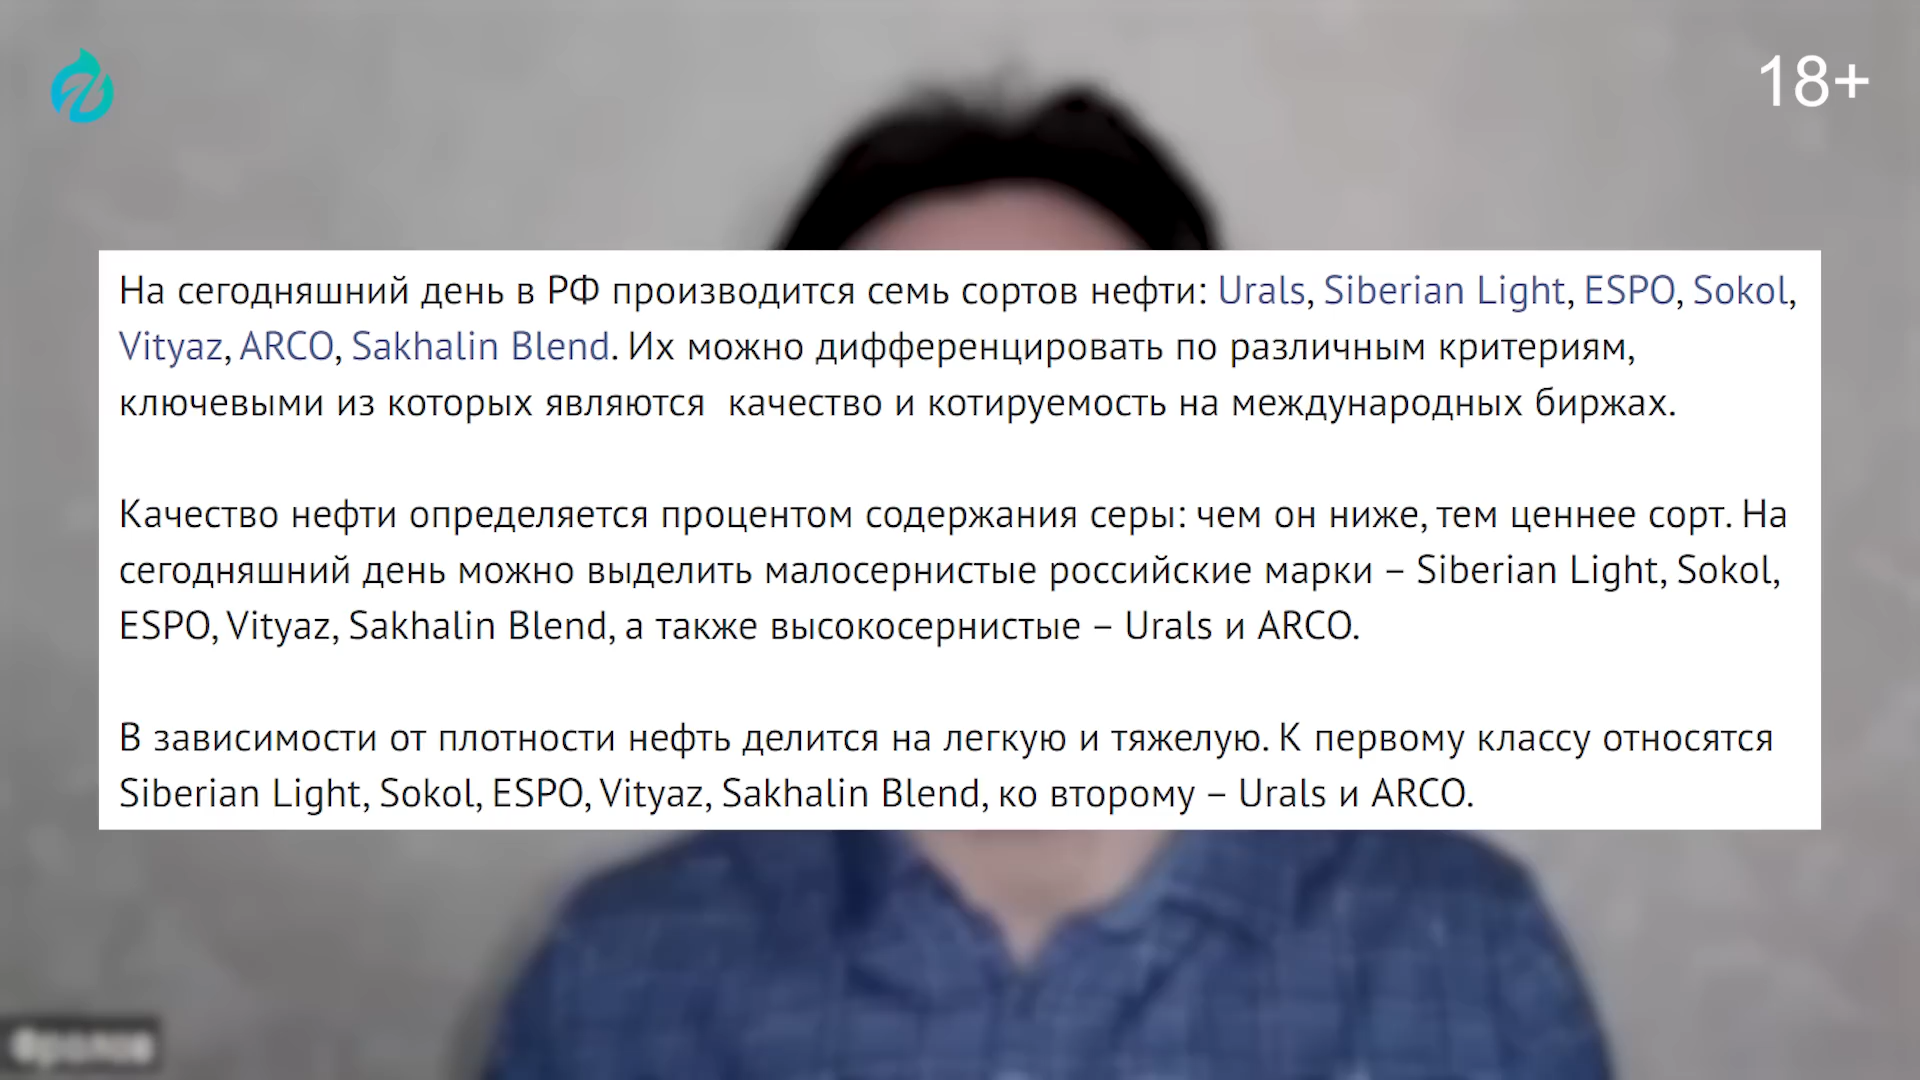 18+
На сегодняшний день в РФ производится семь сортов нефти: Urals, Siberian Light, ESPO, Sokol,
Vityaz, ARCO, Sakhalin Blend. Их можно дифференцировать по различным критериям,
ключевыми из которых являются  качество и котируемость на международных биржах.
Качество нефти определяется процентом содержания серы: чем он ниже, тем ценнее сорт. На
сегодняшний день можно выделить малосернистые российские марки – Siberian Light, Sokol,
ESPO, Vityaz, Sakhalin Blend, а также высокосернистые – Urals и ARCO.
В зависимости от плотности нефть делится на легкую и тяжелую. К первому классу относятся
Siberian Light, Sokol, ESPO, Vityaz, Sakhalin Blend, ко второму – Urals и ARCO.